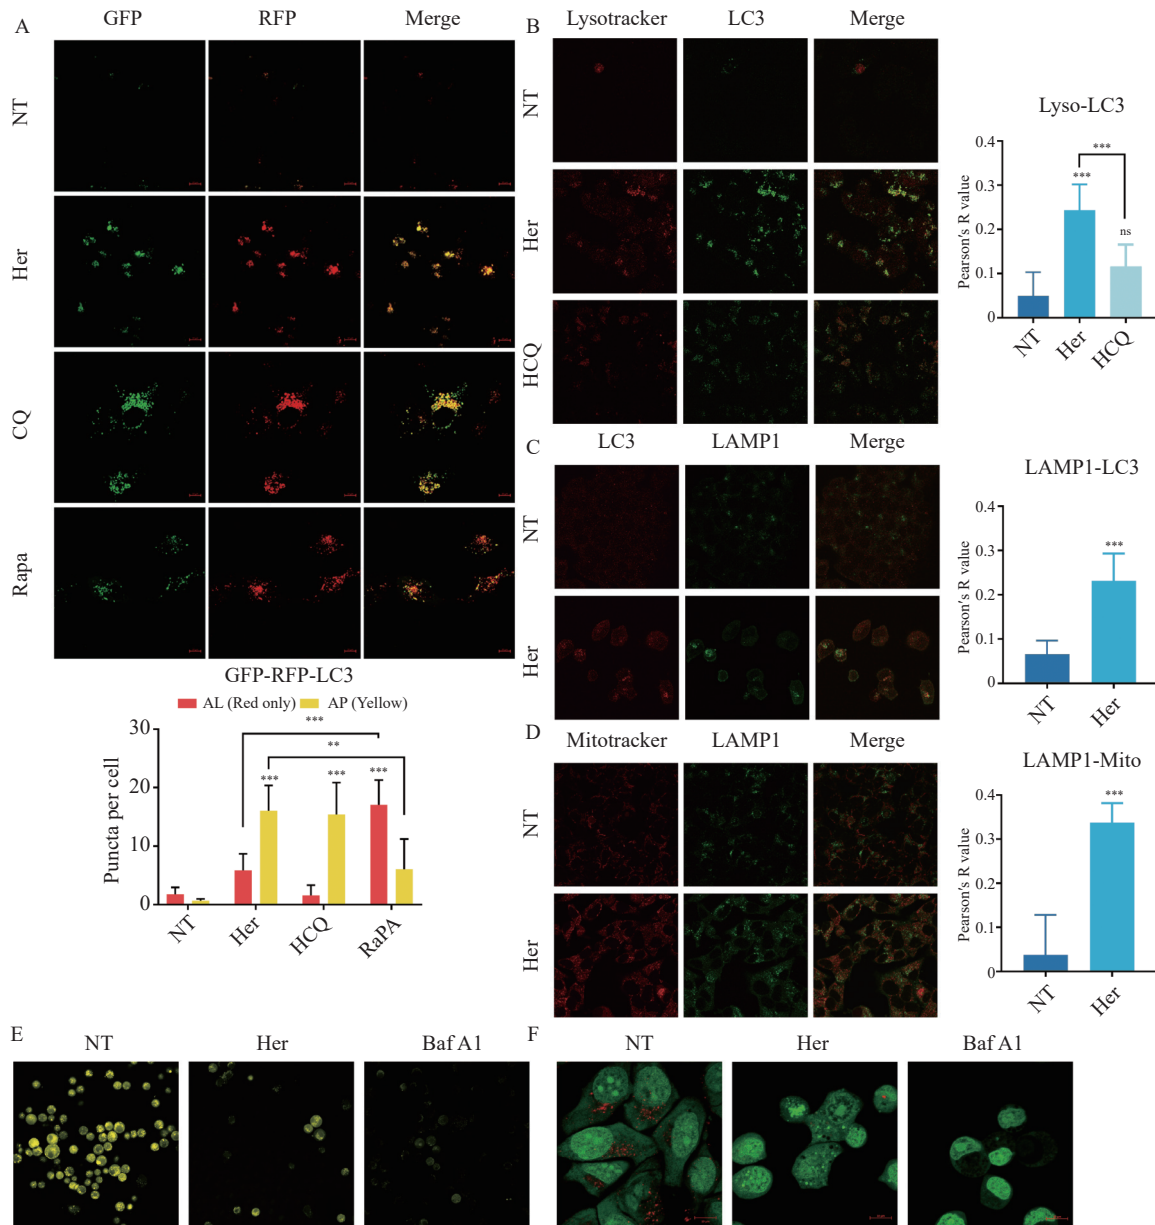 A
GFP
RFP
Merge
NT
Her
CQ
Rapa
GFP-RFP-LC3
AL (Red only)
AP (Yellow)
Puncta per cell
30
20
10
0
***
**
***
***
***
NT
Her
HCQ
RaPA
B
Lysotracker
LC3
Merge
NT
Her
HCQ
Lyso-LC3
Pearson's R value
0.4
0.3
0.2
0.1
0
***
***
ns
NT
Her
HCQ
C
LC3
LAMP1
Merge
NT
Her
LAMP1-LC3
Pearson's R value
0.4
0.3
0.2
0.1
0
***
NT
Her
D
Mitotracker
LAMP1
Merge
NT
Her
LAMP1-Mito
Pearson's R value
0.4
0.3
0.2
0.1
0
***
NT
Her
E
NT
Her
Baf A1
F
NT
Her
Baf A1